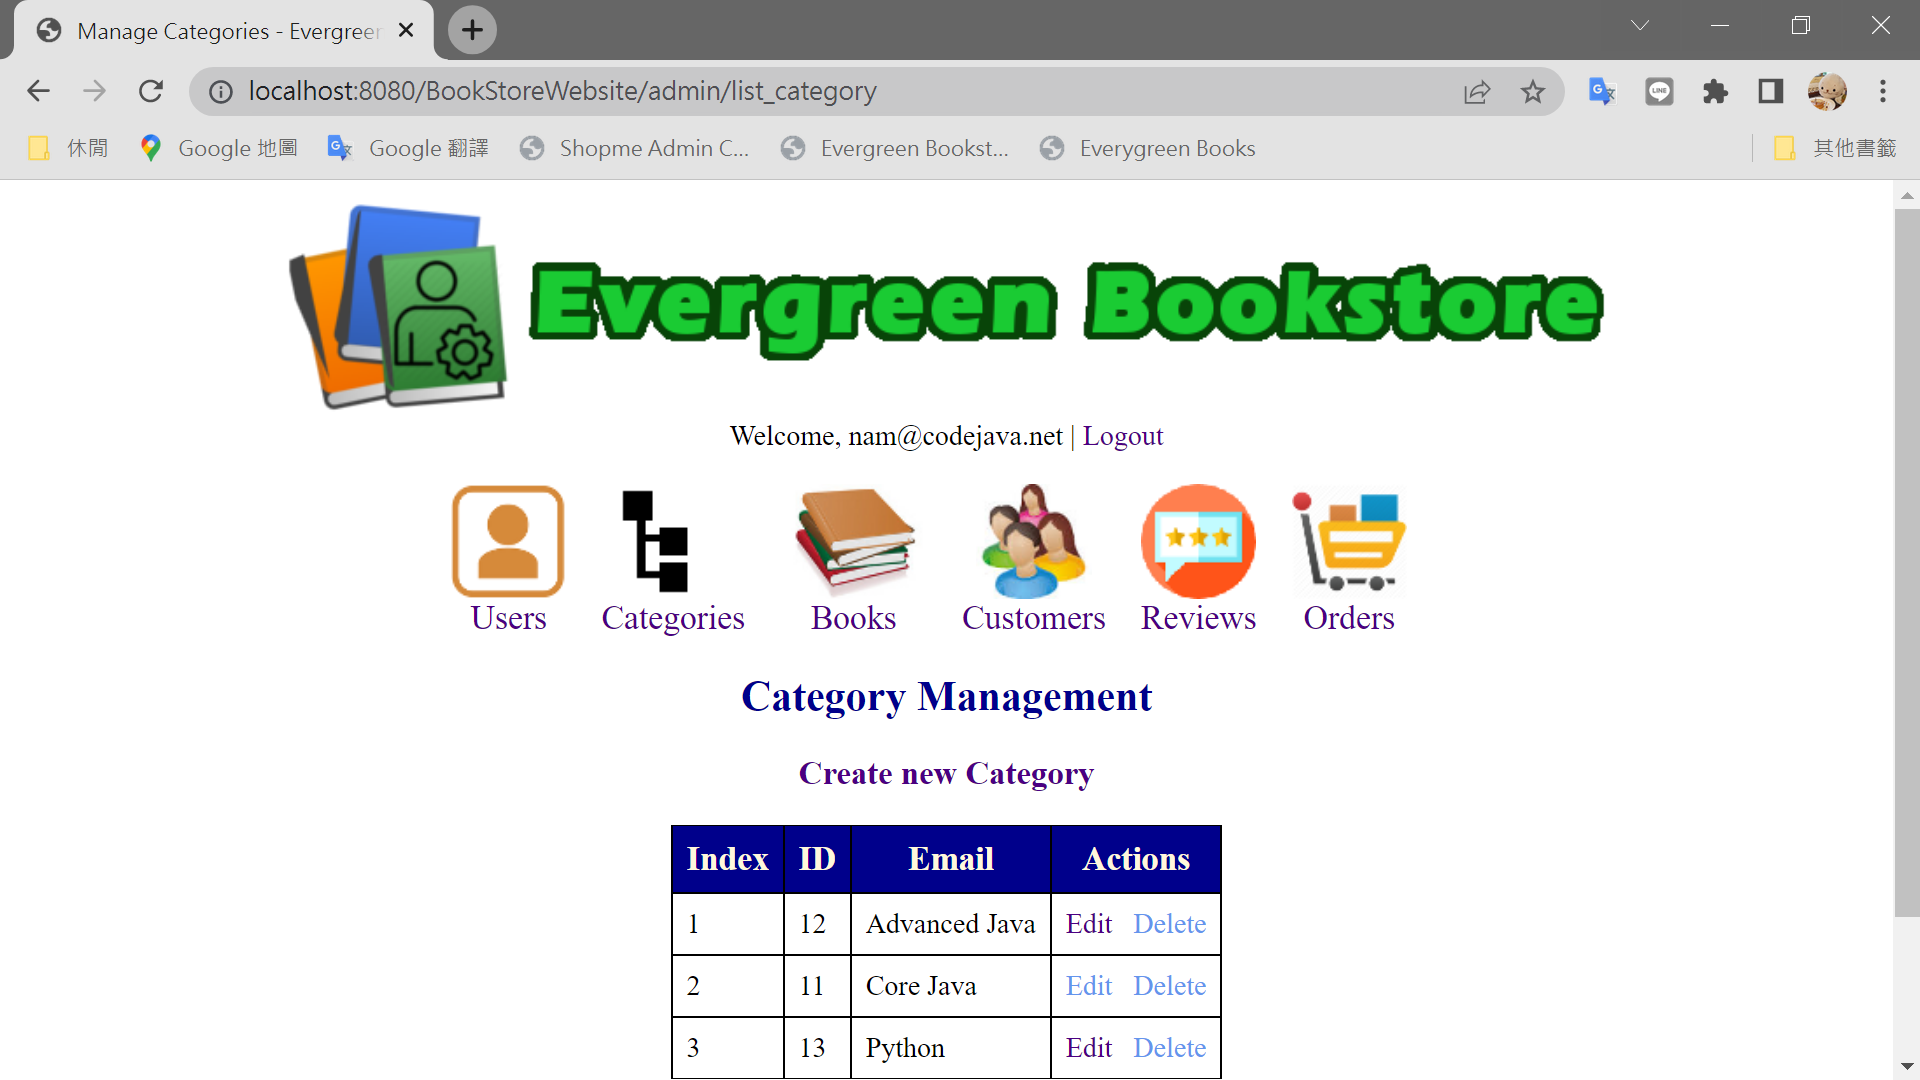 Manage Categories - Evergreen
localhost:8080/BookStoreWebsite/admin/list_category
LINE
休閒
Google 地圖
Google 翻譯
Shopme Admin C...
Evergreen Bookst...
Everygreen Books
其他書籤
Evergreen Bookstore
Welcome, nam@codejava.net | Logout
Users Categories Books Customers Reviews Orders
Category Management
Create new Category
Index ID Email Actions
1 12 Advanced Java Edit Delete
2 11 Core Java Edit Delete
3 13 Python Edit Delete